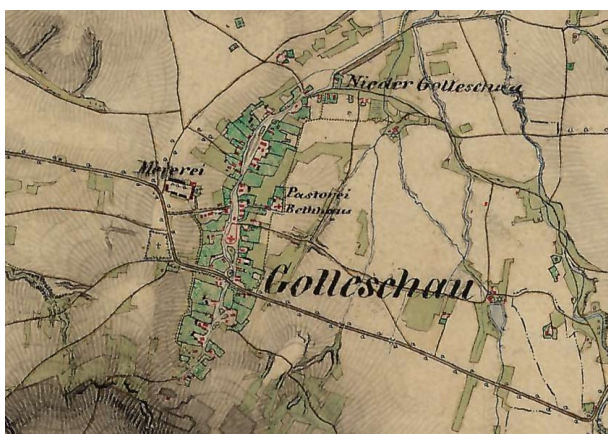 Nieder Golleschau
Meierei
Pastorei
Bethhaus
Golleschau